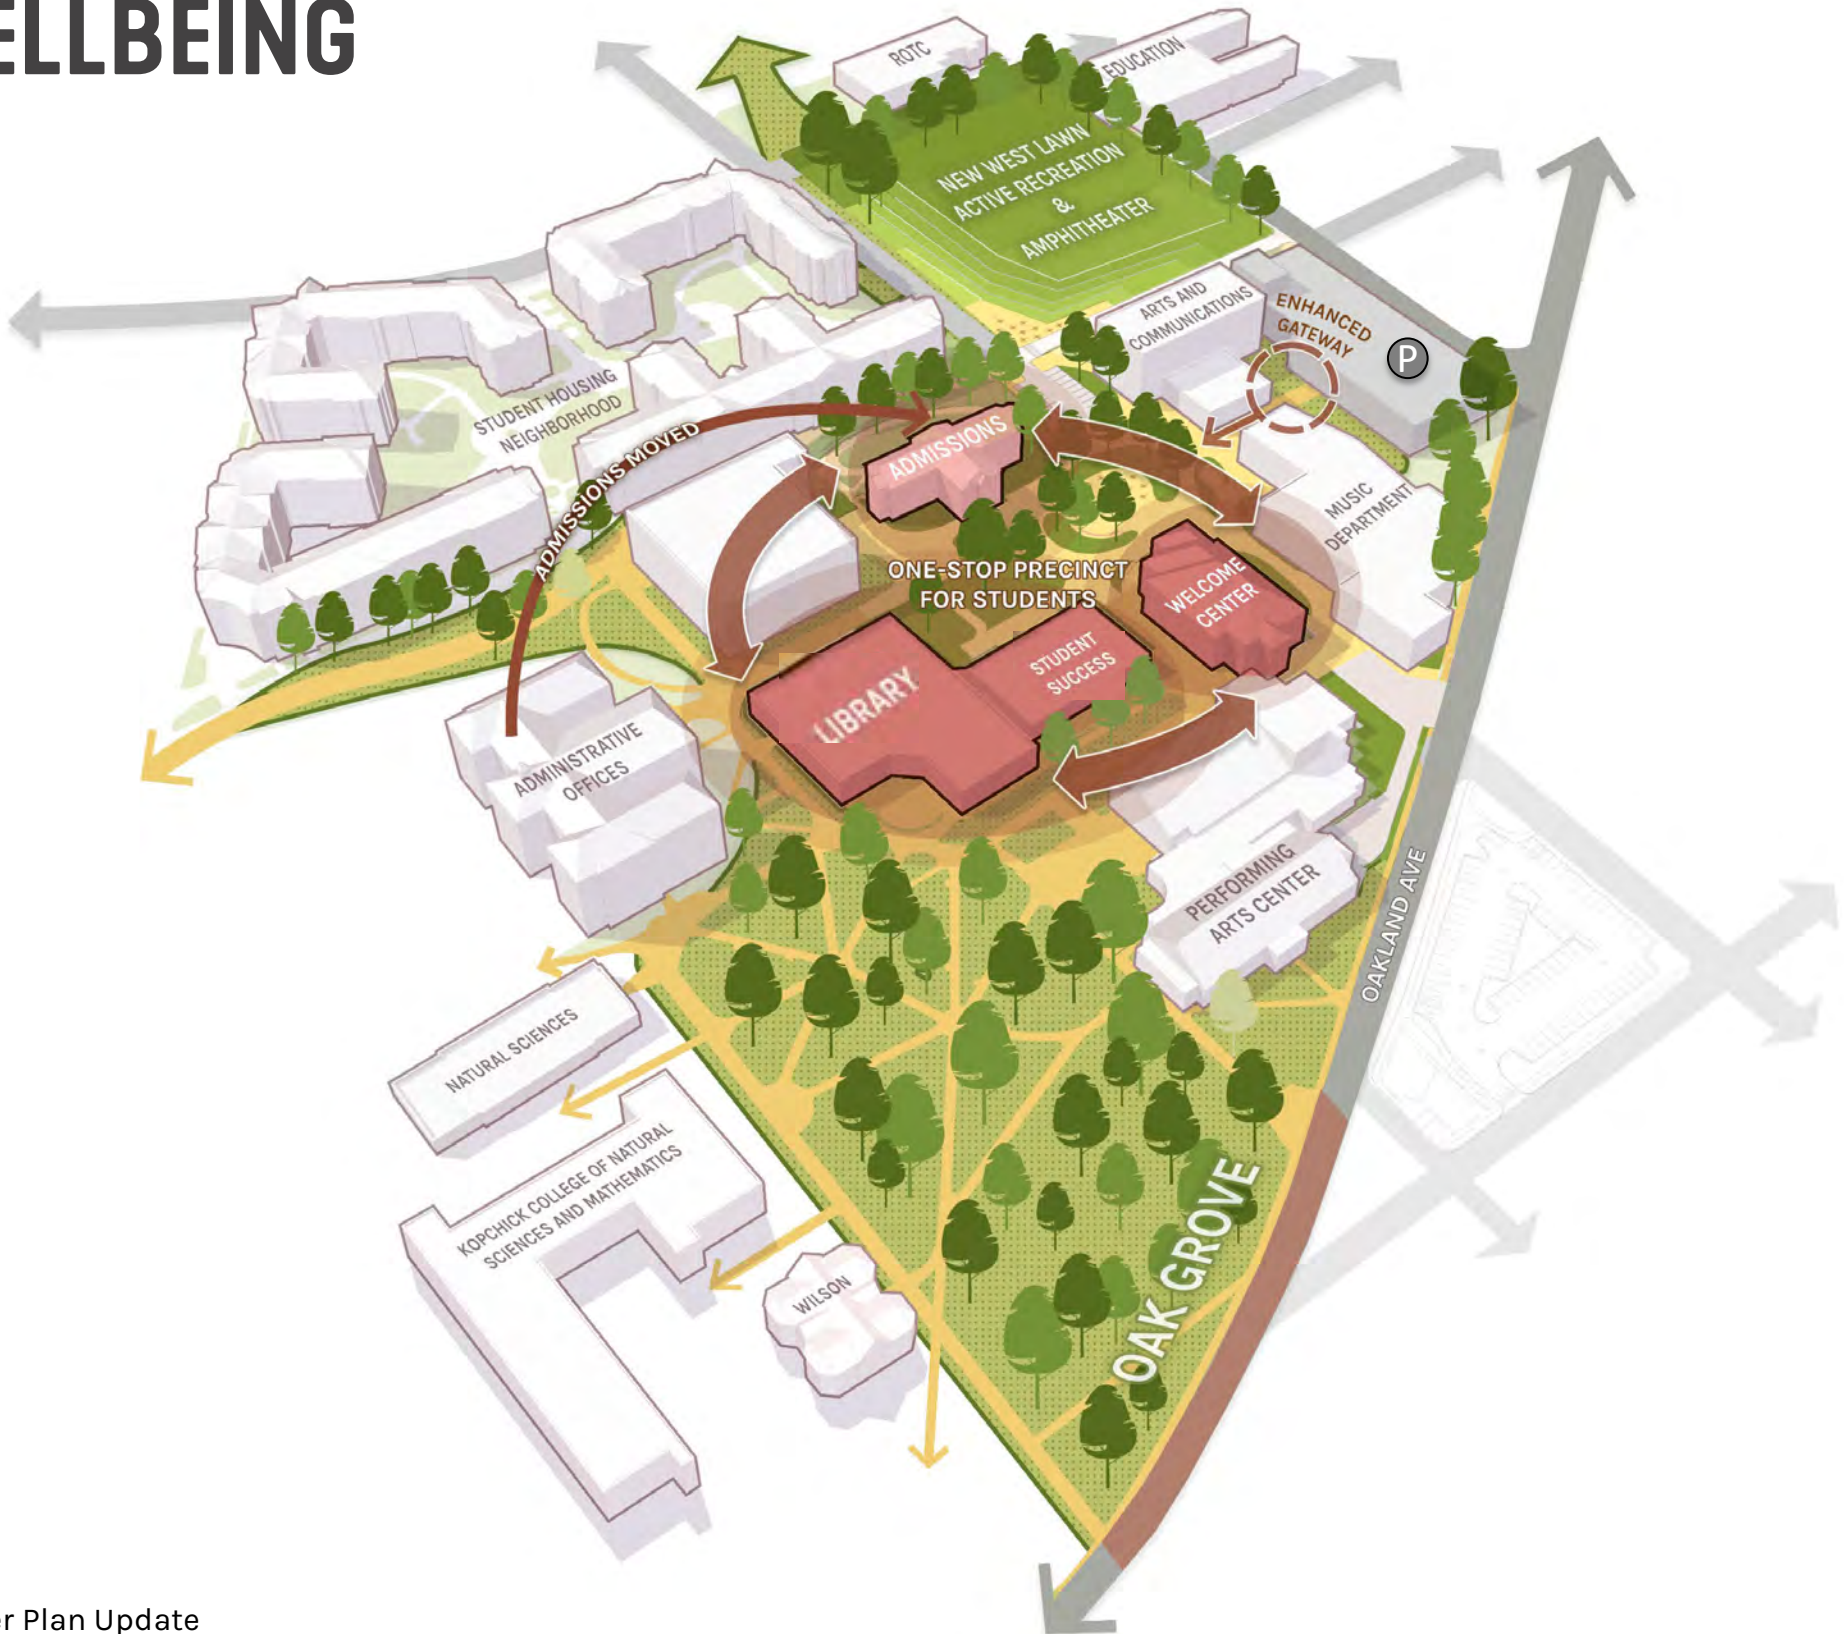 ELLBEING
ROTC
EDUCATION
NEW WEST LAWN
ACTIVE RECREATION
&
AMPHITHEATER
ARTS AND
COMMUNICATIONS
ENHANCED
GATEWAY
P
STUDENT HOUSING
NEIGHBORHOOD
ADMISSIONS MOVED
ADMISSIONS
MUSIC
DEPARTMENT
ONE-STOP PRECINCT
FOR STUDENTS
WELCOME
CENTER
STUDENT
SUCCESS
LIBRARY
ADMINISTRATIVE
OFFICES
PERFORMING
ARTS CENTER
OAKLAND AVE
NATURAL SCIENCES
KOPCHICK COLLEGE OF NATURAL
SCIENCES AND MATHEMATICS
WILSON
OAK GROVE
er Plan Update